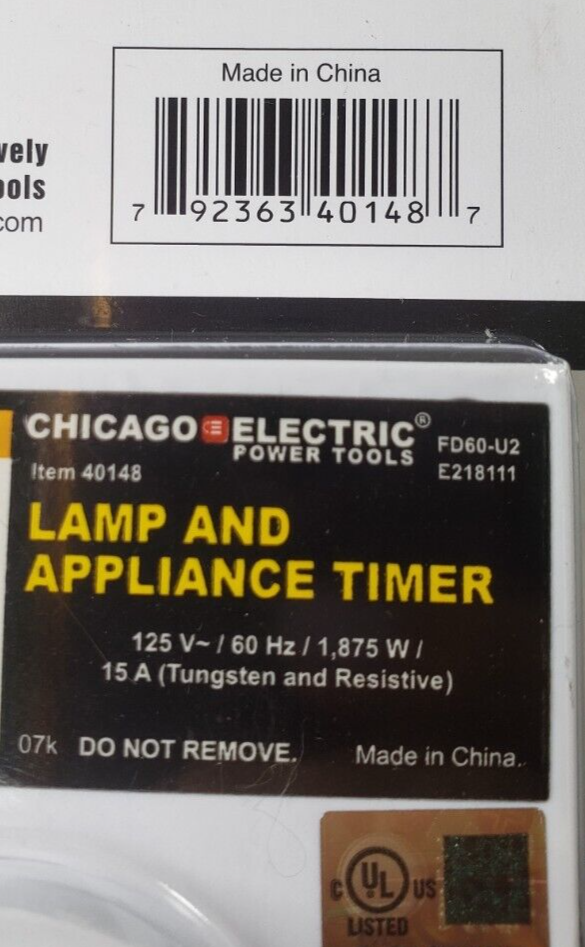 Made in China
7 92363 40148 7
com
CHICAGO ELECTRIC®
POWER TOOLS
FD60-U2
Item 40148
E218111
LAMP AND
APPLIANCE TIMER
125 V~ / 60 Hz / 1,875 W /
15 A (Tungsten and Resistive)
07k DO NOT REMOVE. Made in China.
C UL US
LISTED